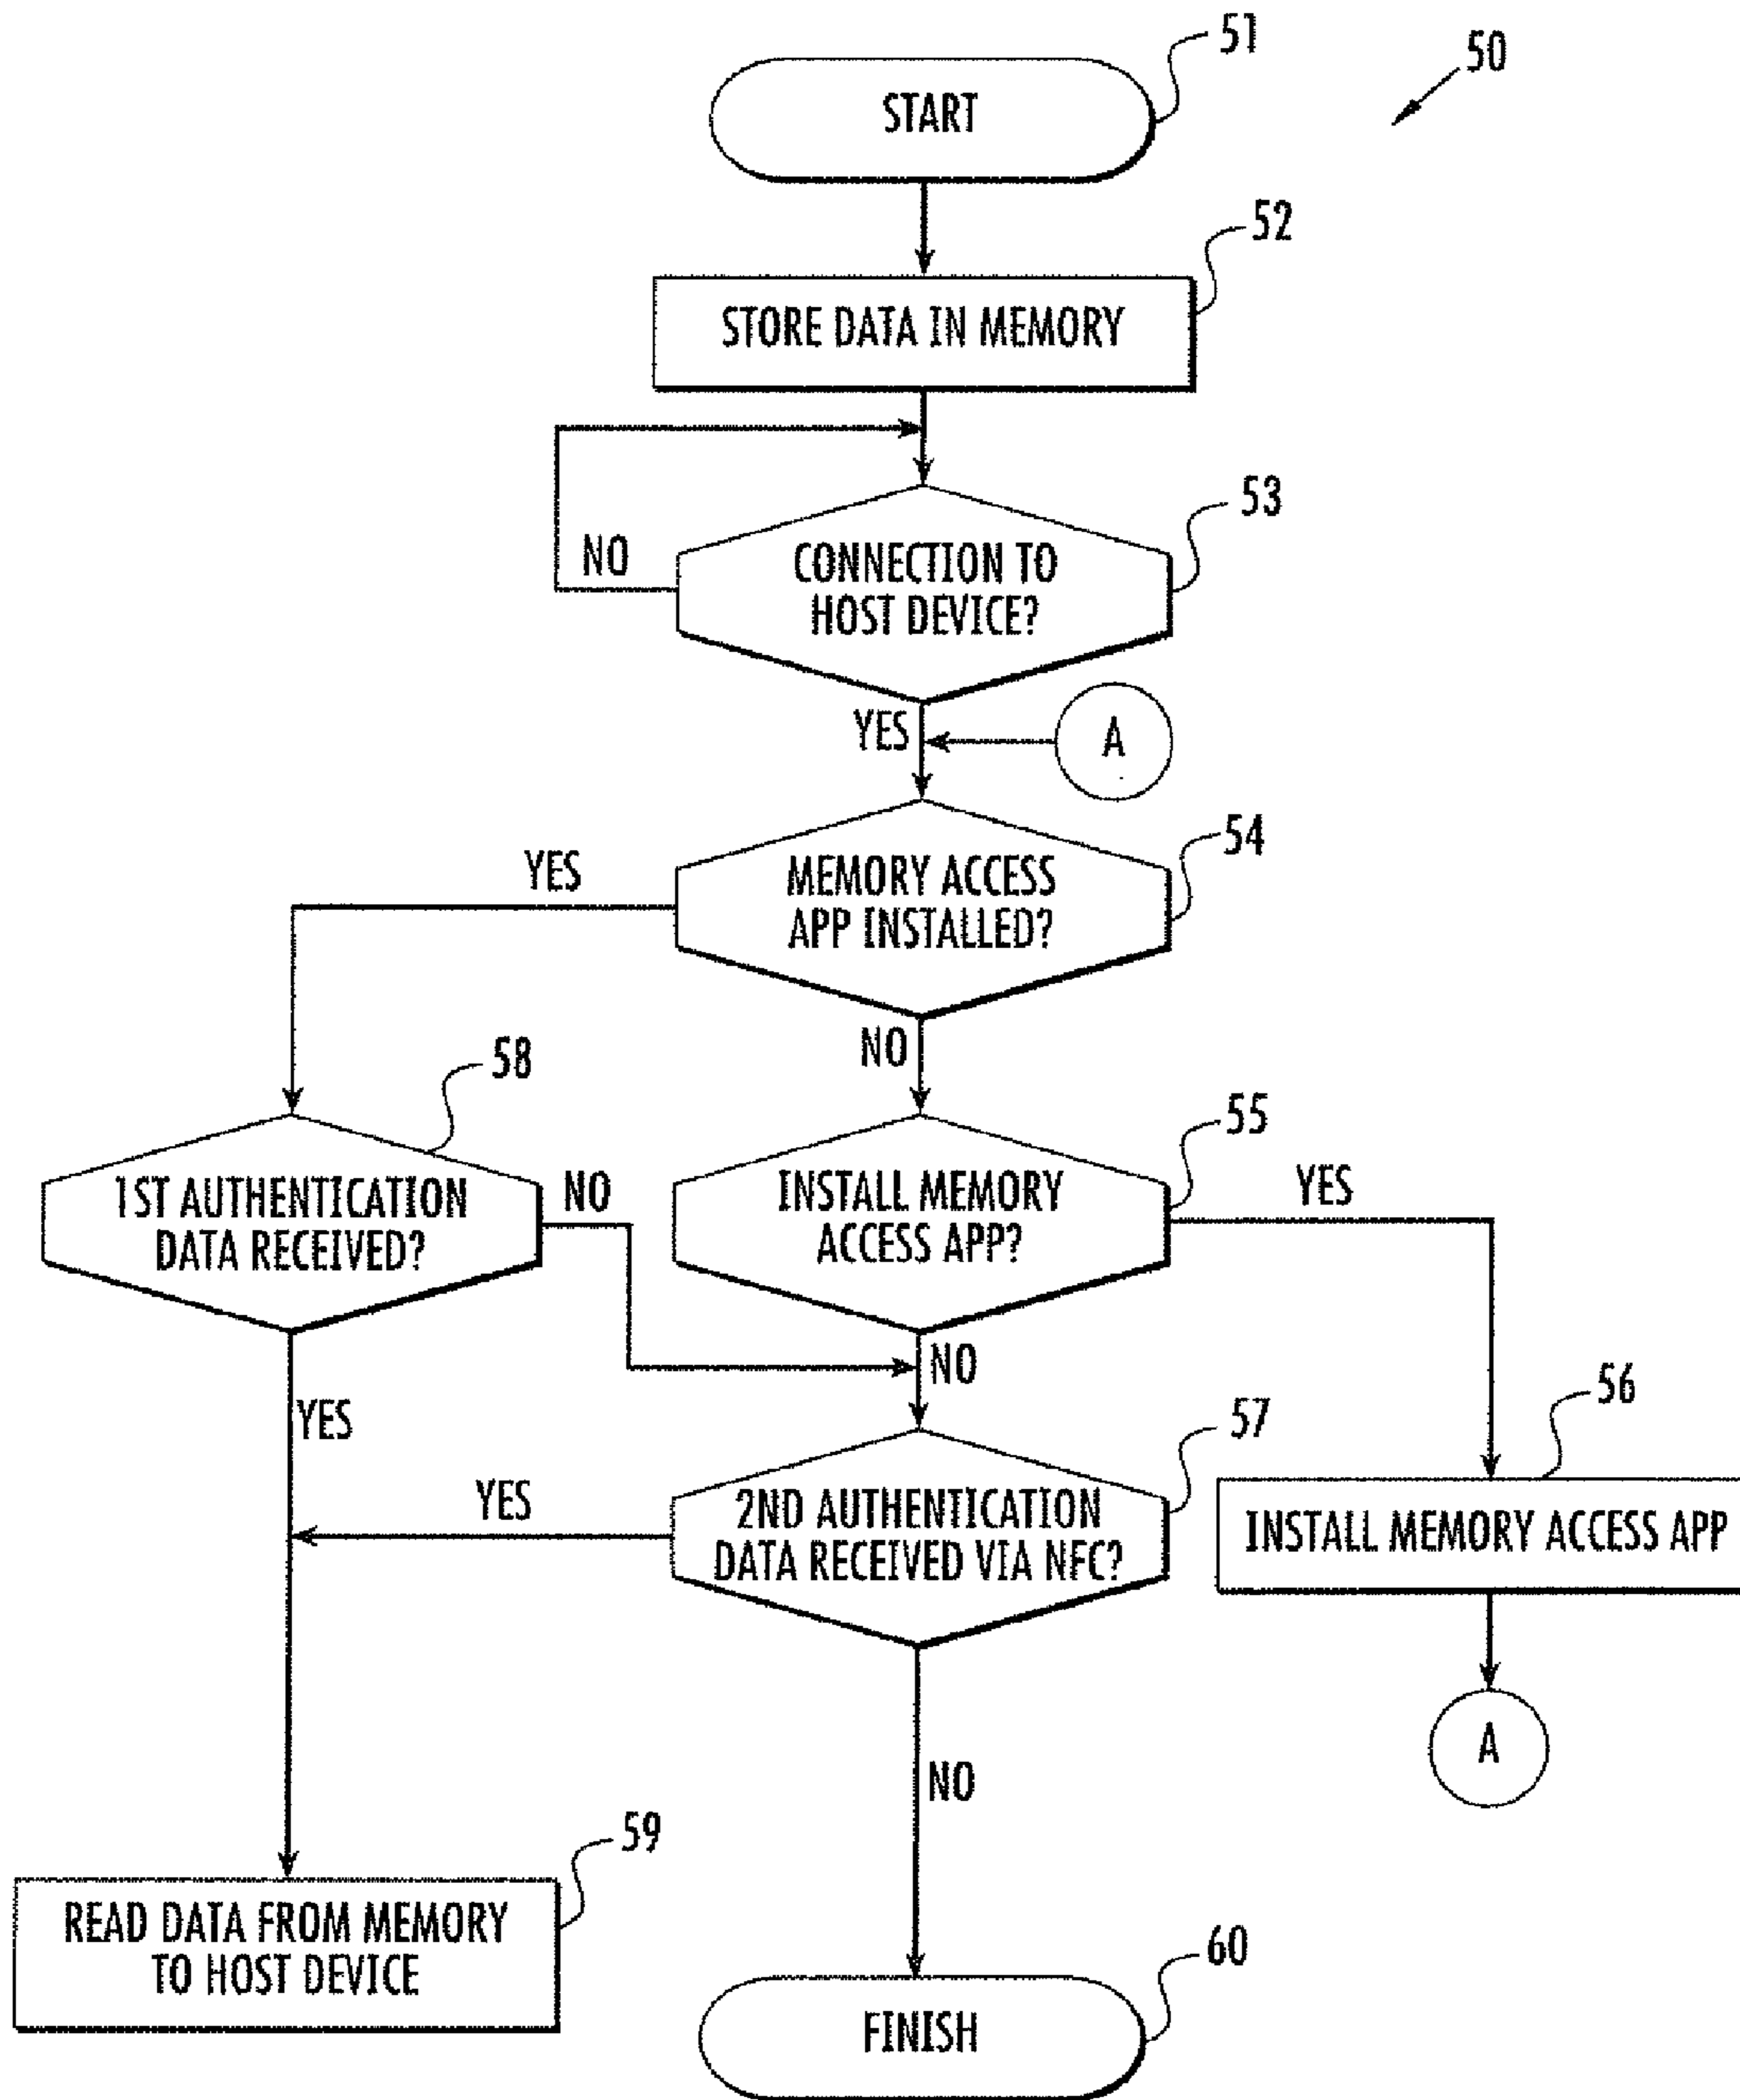 51
50
START
52
STORE DATA IN MEMORY
53
NO
CONNECTION TO
HOST DEVICE?
YES
A
54
YES
MEMORY ACCESS
APP INSTALLED?
NO
58
55
1ST AUTHENTICATION
DATA RECEIVED?
NO
INSTALL MEMORY
ACCESS APP?
YES
NO
YES
56
57
YES
2ND AUTHENTICATION
DATA RECEIVED VIA NFC?
INSTALL MEMORY ACCESS APP
A
NO
59
READ DATA FROM MEMORY
TO HOST DEVICE
60
FINISH